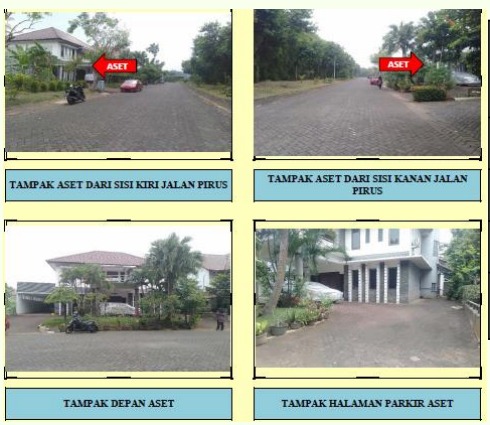 ASET
ASET
TAMPAK ASET DARI SISI KIRI JALAN PIRUS
TAMPAK ASET DARI SISI KANAN JALAN
PIRUS
TAMPAK DEPAN ASET
TAMPAK HALAMAN PARKIR ASET